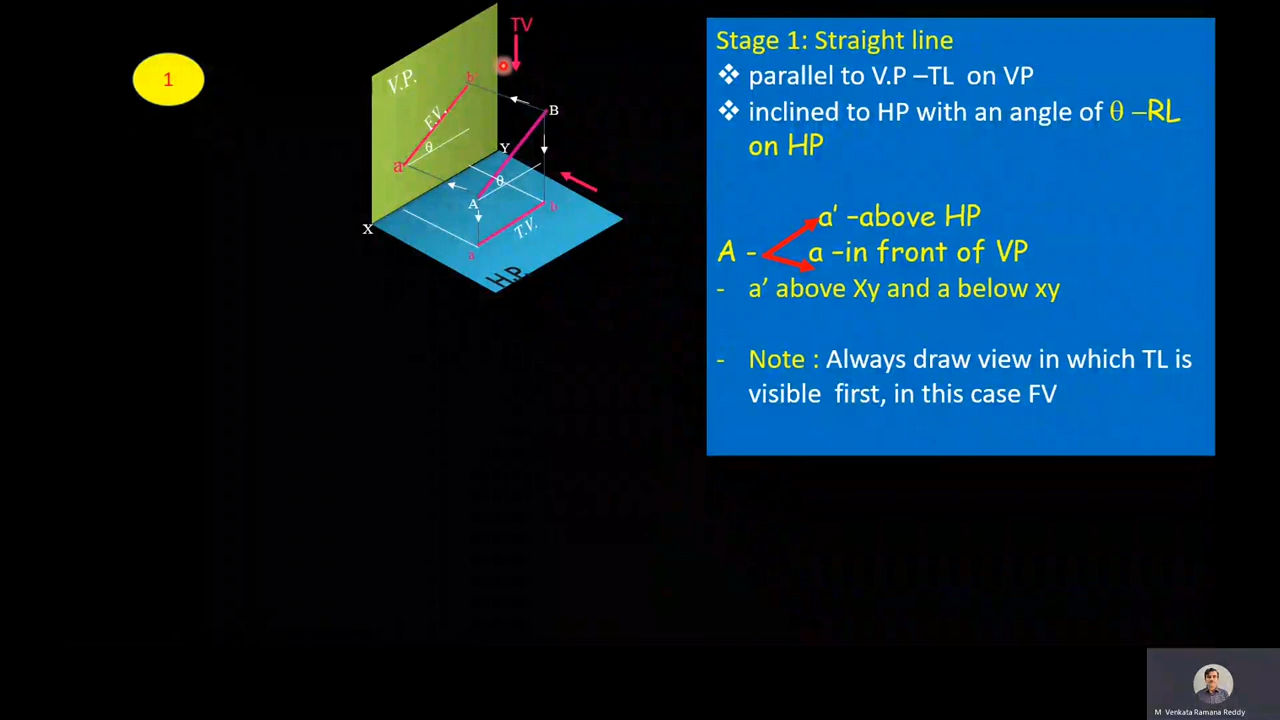 1
TV
V.P.
b'
F.V.
θ
a'
B
Y
θ
A
X
T.V.
a
H.P.
Stage 1: Straight line
❖ parallel to V.P –TL on VP
❖ inclined to HP with an angle of θ –RL
on HP
a' –above HP
A - a –in front of VP
- a' above Xy and a below xy
- Note : Always draw view in which TL is
visible first, in this case FV
M Venkata Ramana Reddy